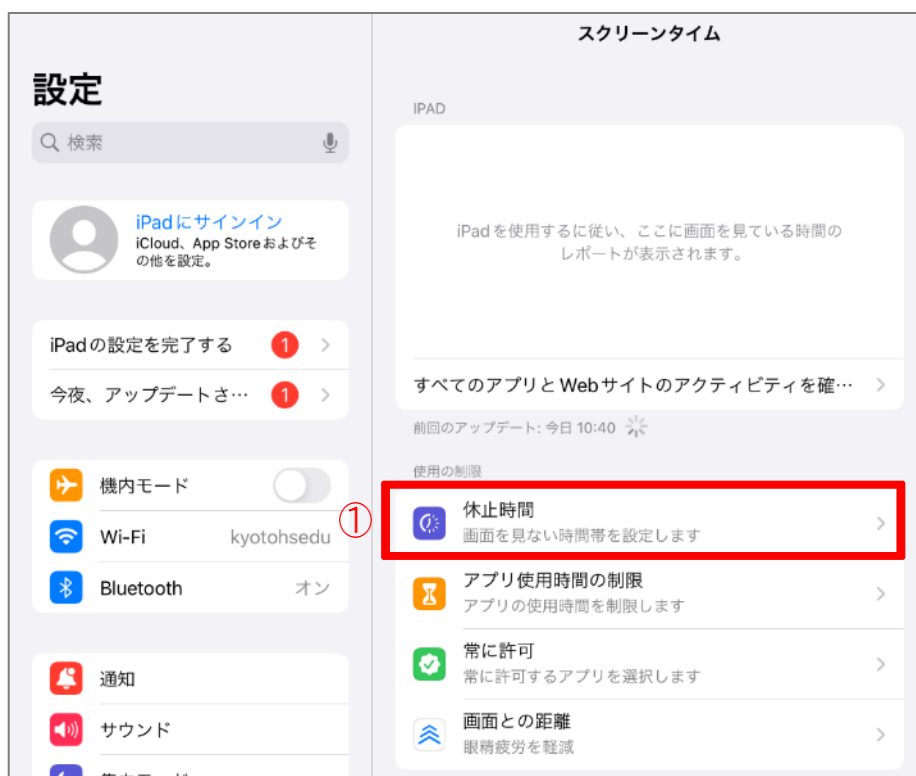 スクリーンタイム
設定
検索
iPadにサインイン
iCloud、App Storeおよびそ
の他を設定。
iPadの設定を完了する 1
今夜、アップデートさ… 1
機内モード
Wi-Fi kyotohsedu
Bluetooth オン
通知
サウンド
IPAD
iPadを使用するに従い、ここに画面を見ている時間の
レポートが表示されます。
すべてのアプリとWebサイトのアクティビティを確…
前回のアップデート: 今日 10:40
使用の制限
①
休止時間
画面を見ない時間帯を設定します
アプリ使用時間の制限
アプリの使用時間を制限します
常に許可
常に許可するアプリを選択します
画面との距離
眼精疲労を軽減